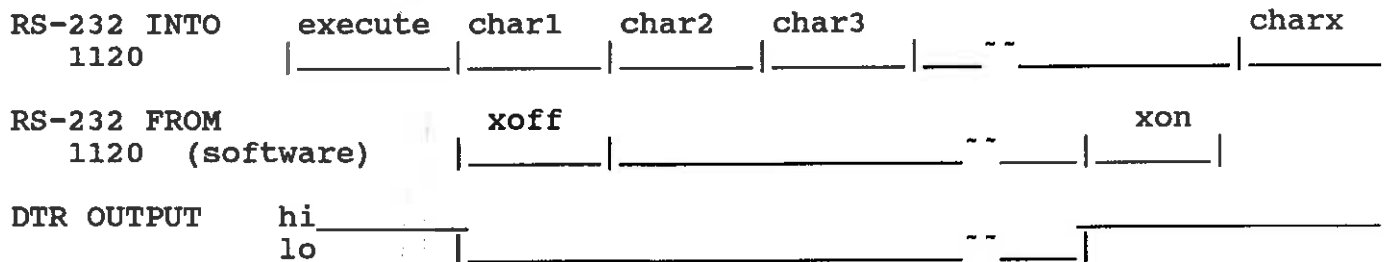 RS-232 INTO execute char1 char2 char3 charx
1120
RS-232 FROM xoff xon
1120 (software)
DTR OUTPUT hi
lo